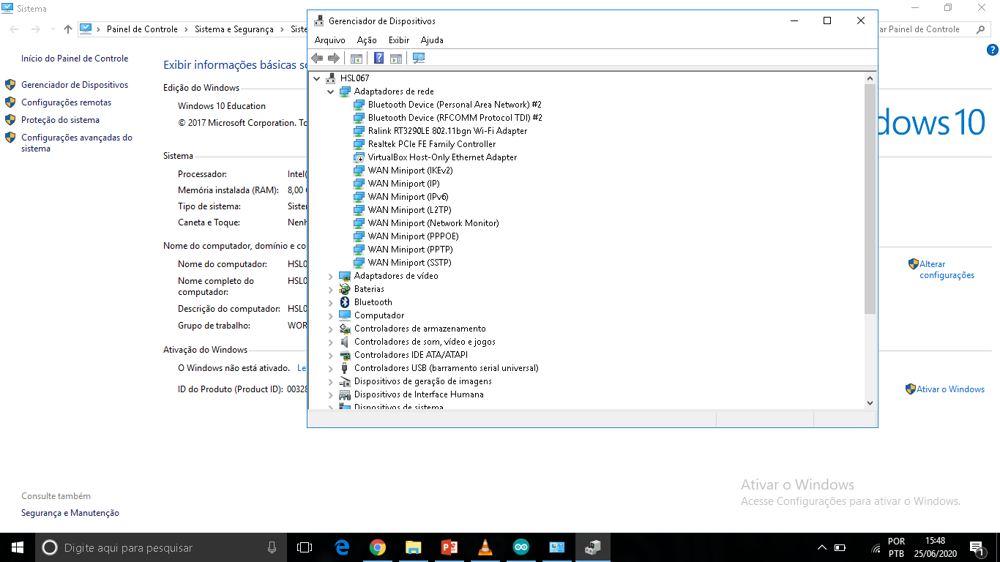 Sistema
Painel de Controle
Sistema e Segurança
Siste
ar Painel de Controle
Início do Painel de Controle
Gerenciador de Dispositivos
Configurações remotas
Proteção do sistema
Configurações avançadas do
sistema
Consulte também
Segurança e Manutenção
Exibir informações básicas so
Edição do Windows
Windows 10 Education
© 2017 Microsoft Corporation. To
dows 10
Sistema
Processador: Intel(
Memória instalada (RAM): 8,00
Tipo de sistema: Sister
Caneta e Toque: Nenh
Nome do computador, domínio e co
Nome do computador: HSL0
Nome completo do
computador:
HSL0
Descrição do computador: HSL0
Grupo de trabalho: WOR
Alterar
configurações
Ativação do Windows
O Windows não está ativado. Le
ID do Produto (Product ID): 00328
Ativar o Windows
Gerenciador de Dispositivos
Arquivo Ação Exibir Ajuda
HSL067
Adaptadores de rede
Bluetooth Device (Personal Area Network) #2
Bluetooth Device (RFCOMM Protocol TDI) #2
Ralink RT3290LE 802.11bgn Wi-Fi Adapter
Realtek PCIe FE Family Controller
VirtualBox Host-Only Ethernet Adapter
WAN Miniport (IKEv2)
WAN Miniport (IP)
WAN Miniport (IPv6)
WAN Miniport (L2TP)
WAN Miniport (Network Monitor)
WAN Miniport (PPPOE)
WAN Miniport (PPTP)
WAN Miniport (SSTP)
Adaptadores de vídeo
Baterias
Bluetooth
Computador
Controladores de armazenamento
Controladores de som, vídeo e jogos
Controladores IDE ATA/ATAPI
Controladores USB (barramento serial universal)
Dispositivos de geração de imagens
Dispositivos de Interface Humana
Dispositivos de sistema
Ativar o Windows
Acesse Configurações para ativar o Windows.
Digite aqui para pesquisar
POR
PTB
15:48
25/06/2020
1